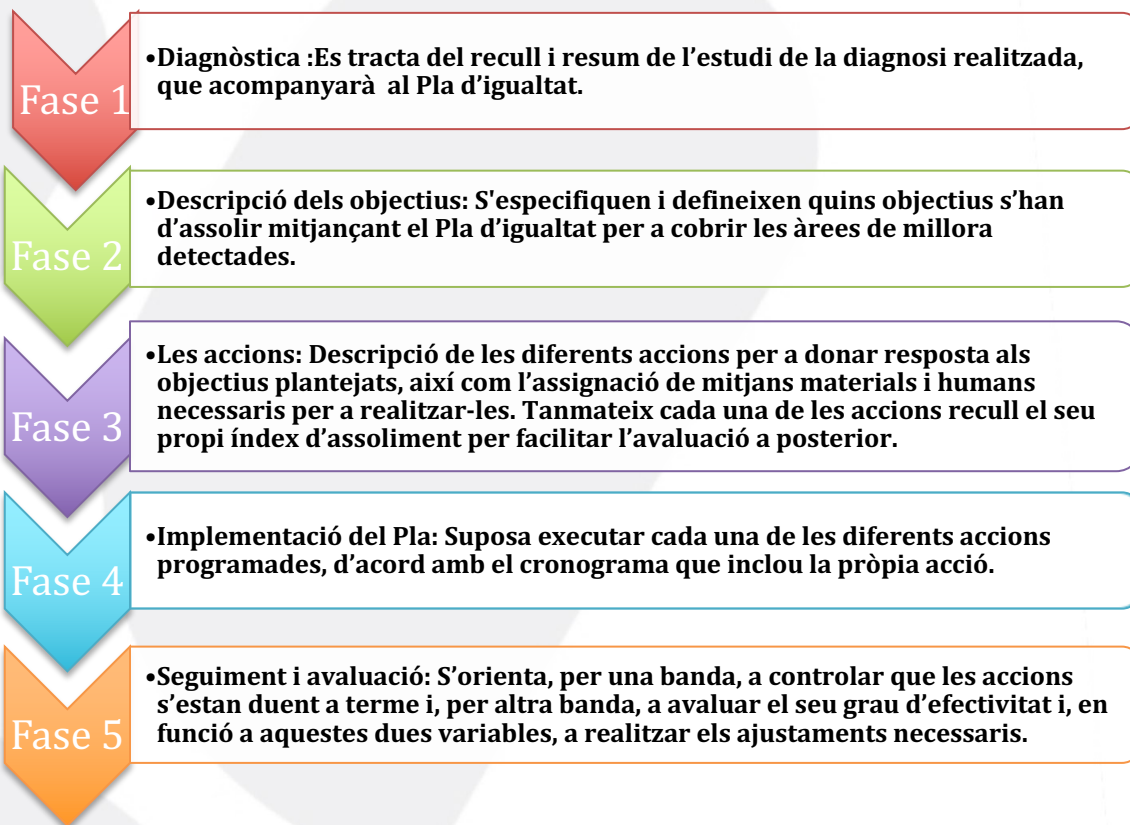 Fase 1
•Diagnòstica :Es tracta del recull i resum de l’estudi de la diagnosi realitzada,
que acompanyarà al Pla d’igualtat.
Fase 2
•Descripció dels objectius: S'especifiquen i defineixen quins objectius s’han
d’assolir mitjançant el Pla d’igualtat per a cobrir les àrees de millora
detectades.
Fase 3
•Les accions: Descripció de les diferents accions per a donar resposta als
objectius plantejats, així com l’assignació de mitjans materials i humans
necessaris per a realitzar-les. Tanmateix cada una de les accions recull el seu
propi índex d’assoliment per facilitar l’avaluació a posterior.
Fase 4
•Implementació del Pla: Suposa executar cada una de les diferents accions
programades, d’acord amb el cronograma que inclou la pròpia acció.
Fase 5
•Seguiment i avaluació: S’orienta, per una banda, a controlar que les accions
s’estan duent a terme i, per altra banda, a avaluar el seu grau d’efectivitat i, en
funció a aquestes dues variables, a realitzar els ajustaments necessaris.